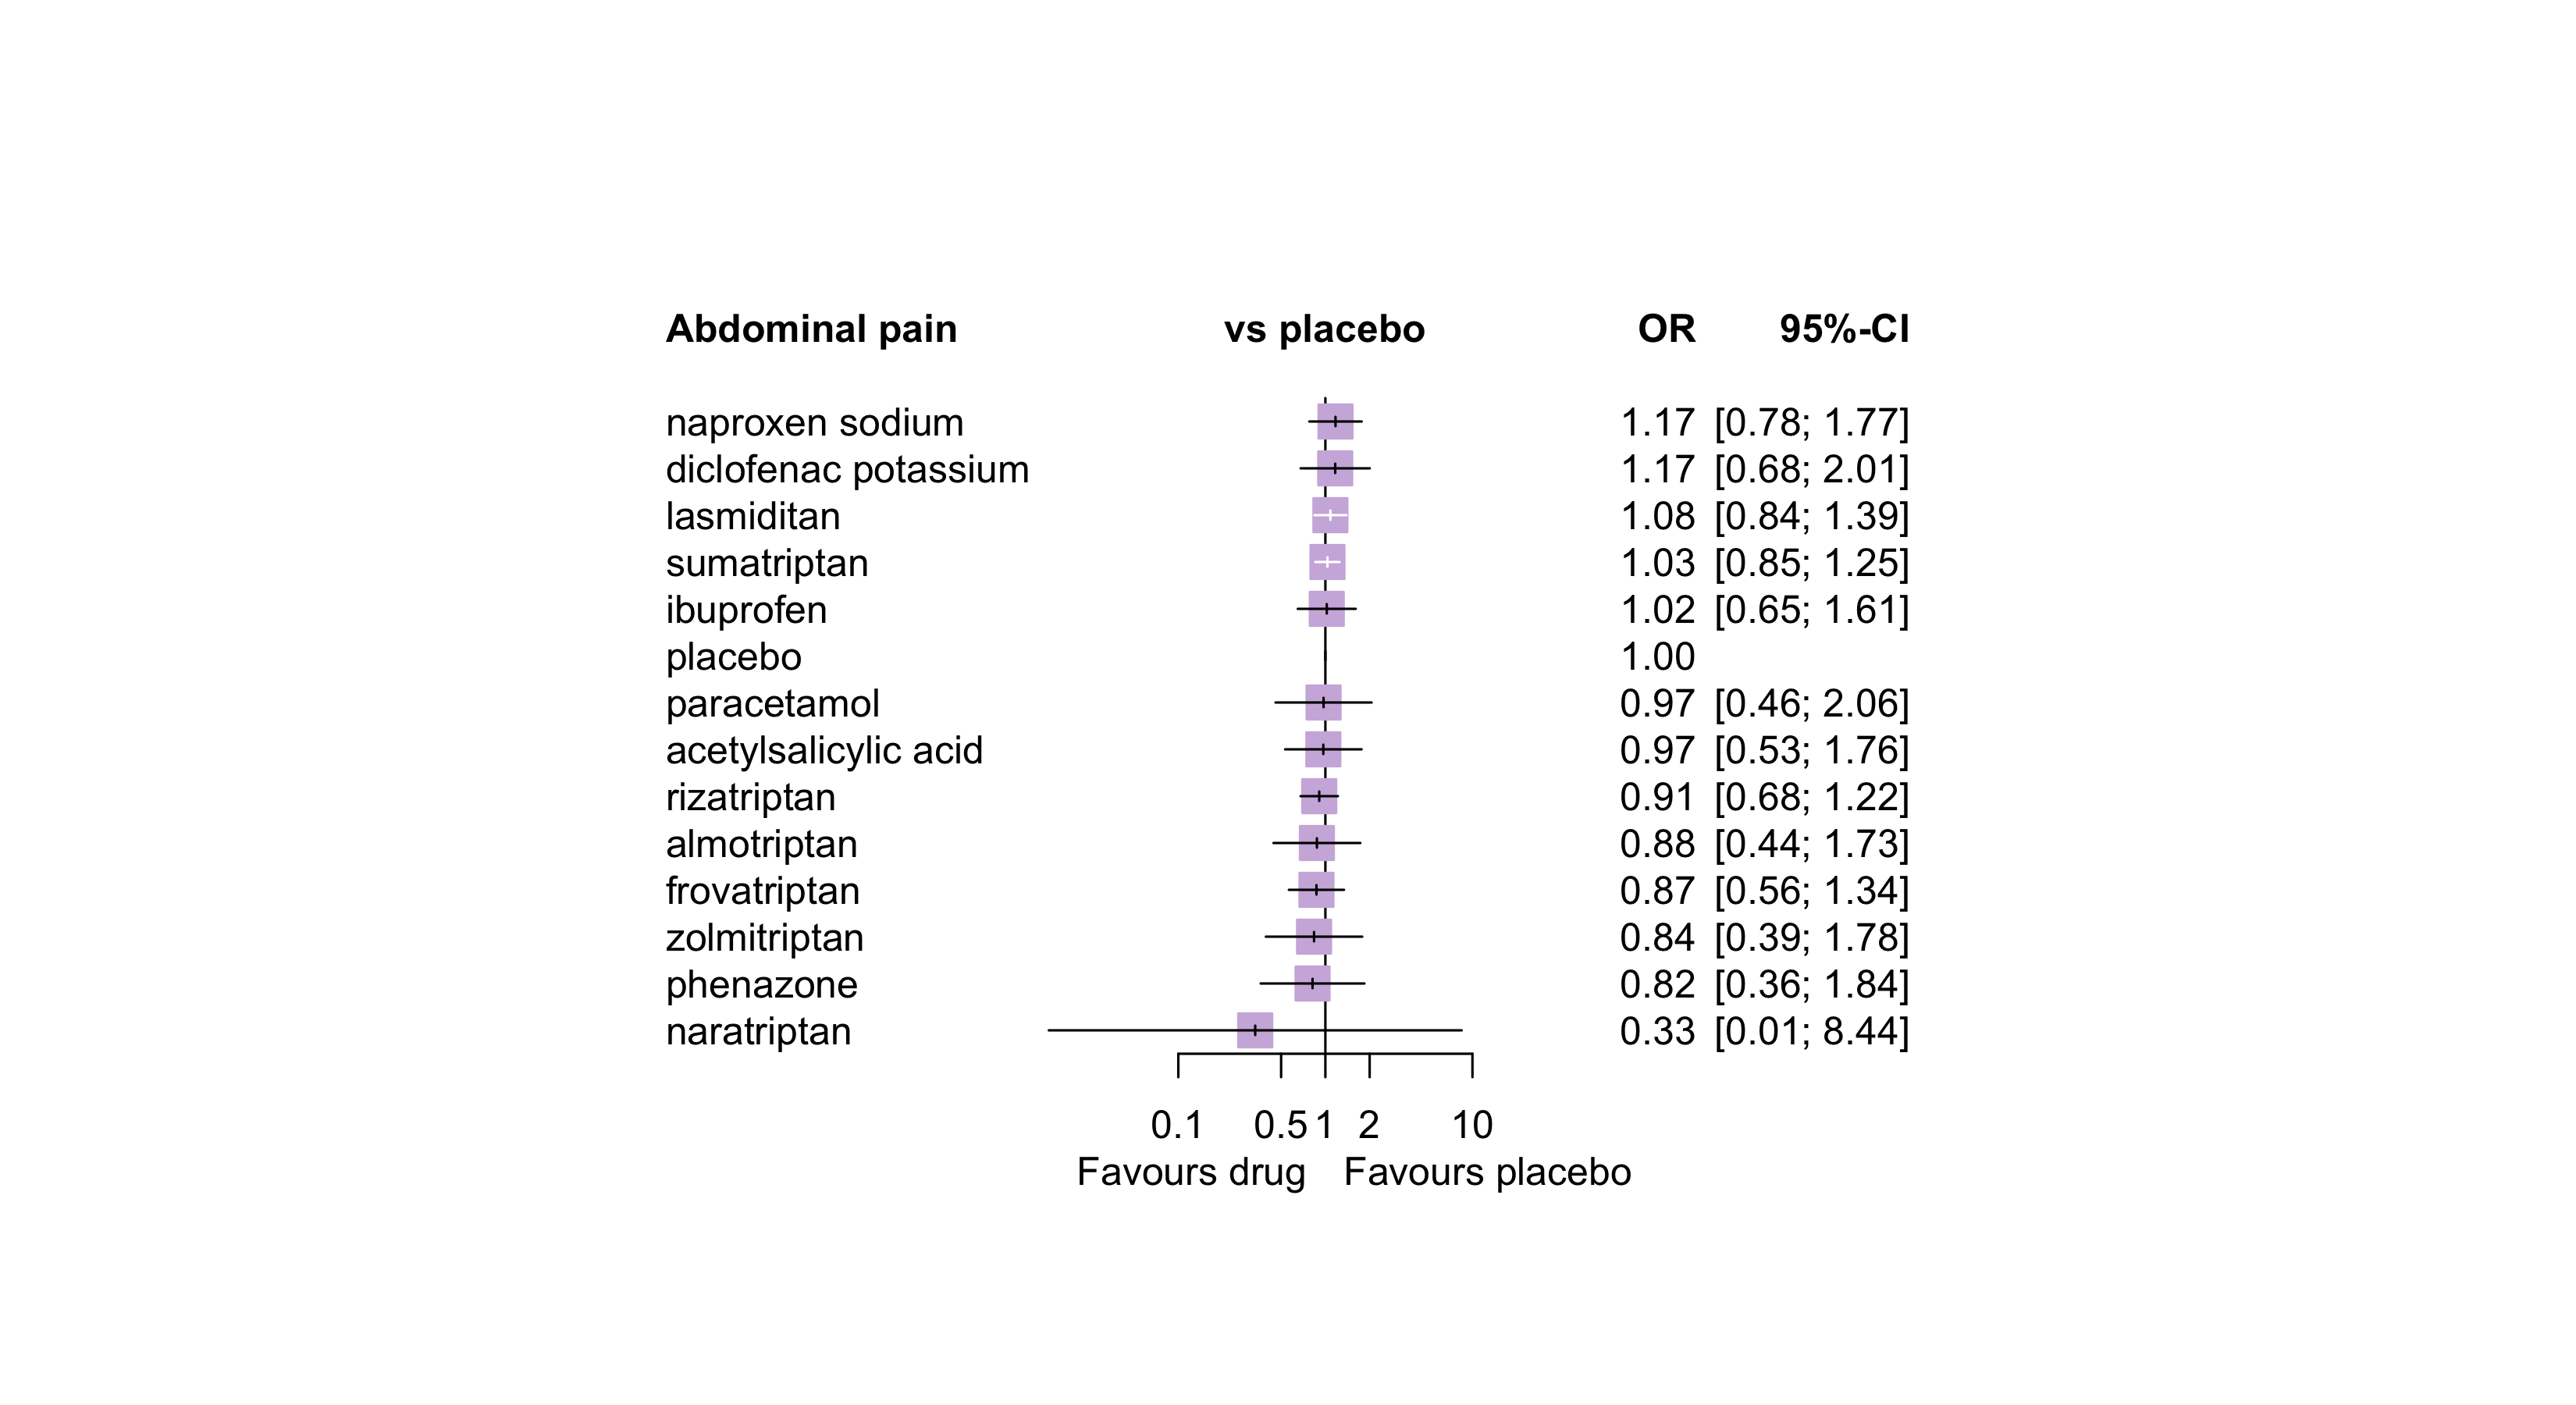 Abdominal pain vs placebo OR 95%-CI
naproxen sodium 1.17 [0.78; 1.77]
diclofenac potassium 1.17 [0.68; 2.01]
lasmiditan 1.08 [0.84; 1.39]
sumatriptan 1.03 [0.85; 1.25]
ibuprofen 1.02 [0.65; 1.61]
placebo 1.00
paracetamol 0.97 [0.46; 2.06]
acetylsalicylic acid 0.97 [0.53; 1.76]
rizatriptan 0.91 [0.68; 1.22]
almotriptan 0.88 [0.44; 1.73]
frovatriptan 0.87 [0.56; 1.34]
zolmitriptan 0.84 [0.39; 1.78]
phenazone 0.82 [0.36; 1.84]
naratriptan 0.33 [0.01; 8.44]
0.1 0.5 1 2 10
Favours drug Favours placebo